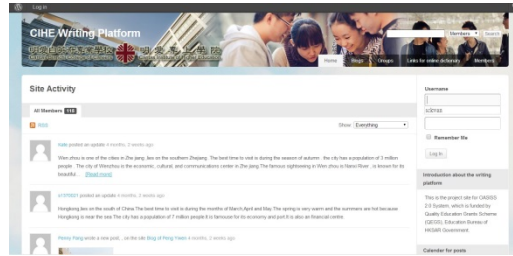 Log In
CIHE Writing Platform
Members
Search
Home Blogs Groups Links for online dictionary Members
Site Activity
All Members
RSS
Show: Everything
Kate posted an update 4 months, 3 weeks ago
Wen zhou is one of the cities in Zhe jiang ,lies on the southern Zhejiang. The best time to visit is during the season of autumn . the city has a population of 3 million
people . The city of Wenzhou is the economic , cultural, and communications center in Zhe jiang.The famous sightseeing in Wen zhou is Nanxi River , is known for its
beautiful ... [Read more]
posted an update 4 months, 3 weeks ago
Hongkong lies on the south of China.The best time to visit is during the months of March,April and May.The spring is very warm and the summers are hot because
Hongkong is near the sea.The city has a population of 7 million people.It is famouse for its economy and port.It is also an financial centre.
wrote a new post, , on the site Blog of Peng Yiwen 4 months, 3 weeks ago
Username
Remember Me
Log In
Introduction about the writing
platform
This is the project site for
2.0 System, which is funded by
Quality Education Grants Scheme
(QEGS), Education Bureau of
HKSAR Government.
Calender for posts